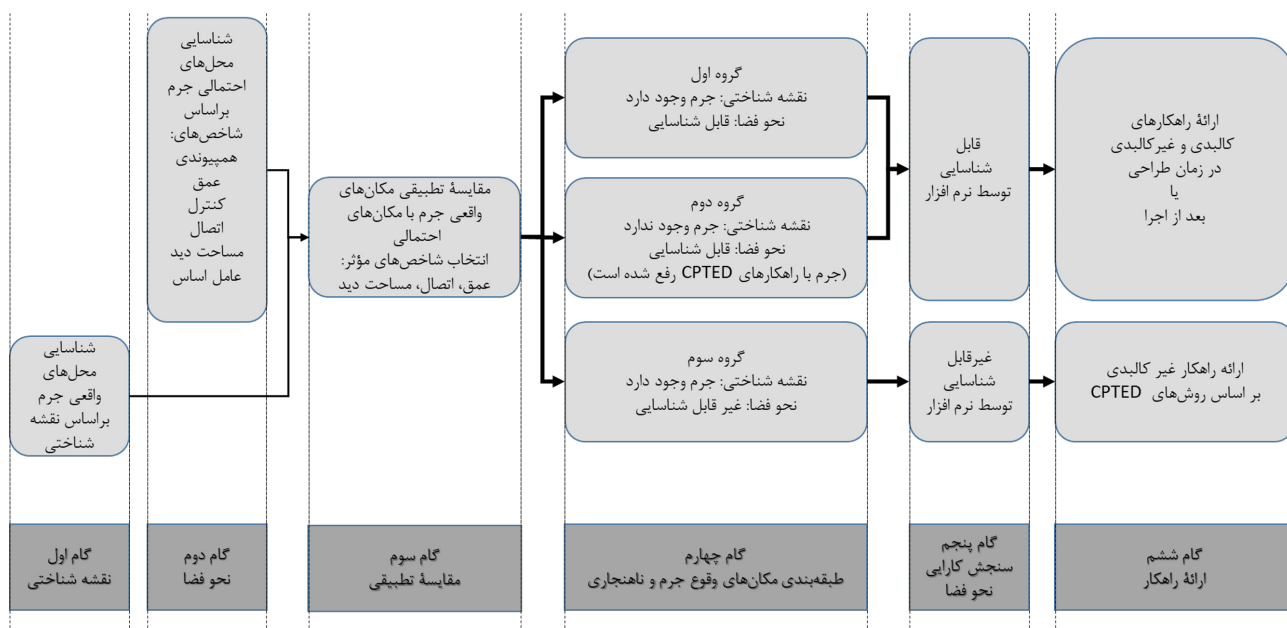 شناسایی
محل‌های
واقعی جرم
براساس نقشه
شناختی
شناسایی
محل‌های
احتمالی جرم
براساس
شاخص‌های:
همپیوندی
عمق
کنترل
اتصال
مساحت دید
عامل اساس
مقایسهٔ تطبیقی مکان‌های
واقعی جرم با مکان‌های
احتمالی
انتخاب شاخص‌های مؤثر:
عمق، اتصال، مساحت دید
گروه اول
نقشه شناختی: جرم وجود دارد
نحو فضا: قابل شناسایی
گروه دوم
نقشه شناختی: جرم وجود ندارد
نحو فضا: قابل شناسایی
(جرم با راهکارهای CPTED رفع شده است)
گروه سوم
نقشه شناختی: جرم وجود دارد
نحو فضا: غیر قابل شناسایی
قابل
شناسایی
توسط نرم افزار
غیرقابل
شناسایی
توسط نرم افزار
ارائهٔ راهکارهای
کالبدی و غیرکالبدی
در زمان طراحی
یا
بعد از اجرا
ارائه راهکار غیر کالبدی
بر اساس روش‌های CPTED
گام اول
نقشه شناختی
گام دوم
نحو فضا
گام سوم
مقایسهٔ تطبیقی
گام چهارم
طبقه‌بندی مکان‌های وقوع جرم و ناهنجاری
گام پنجم
سنجش کارایی
نحو فضا
گام ششم
ارائهٔ راهکار